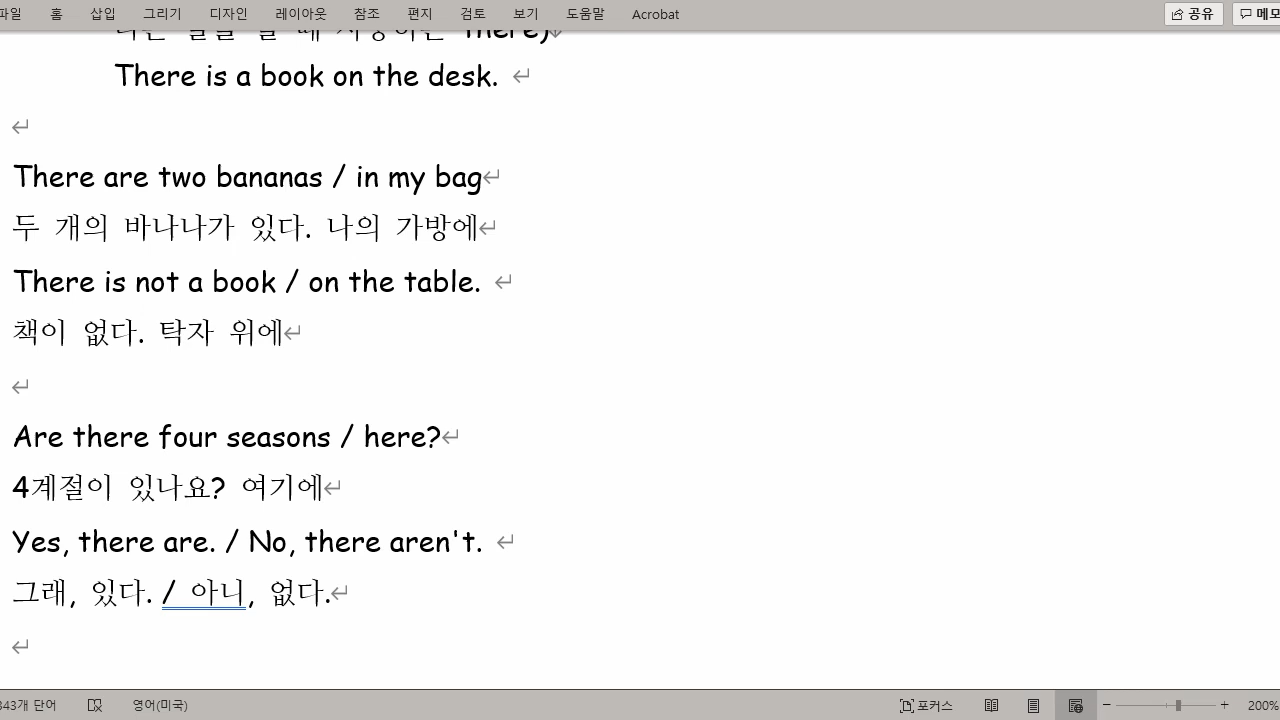 파일 홈 삽입 그리기 디자인 레이아웃 참조 편지 검토 보기 도움말 Acrobat 공유 메모
There)
There is a book on the desk.
There are two bananas / in my bag
두 개의 바나나가 있다. 나의 가방에
There is not a book / on the table.
책이 없다. 탁자 위에
Are there four seasons / here?
4계절이 있나요? 여기에
Yes, there are. / No, there aren't.
그래, 있다. / 아니, 없다.
343개 단어 영어(미국) 포커스 200%